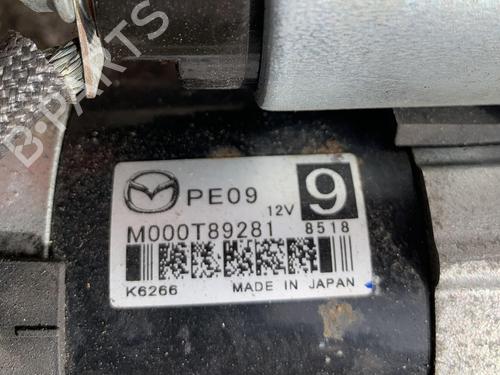 B-PARTS
PE09
12V
9
M000T89281
8518
K6266
MADE IN JAPAN